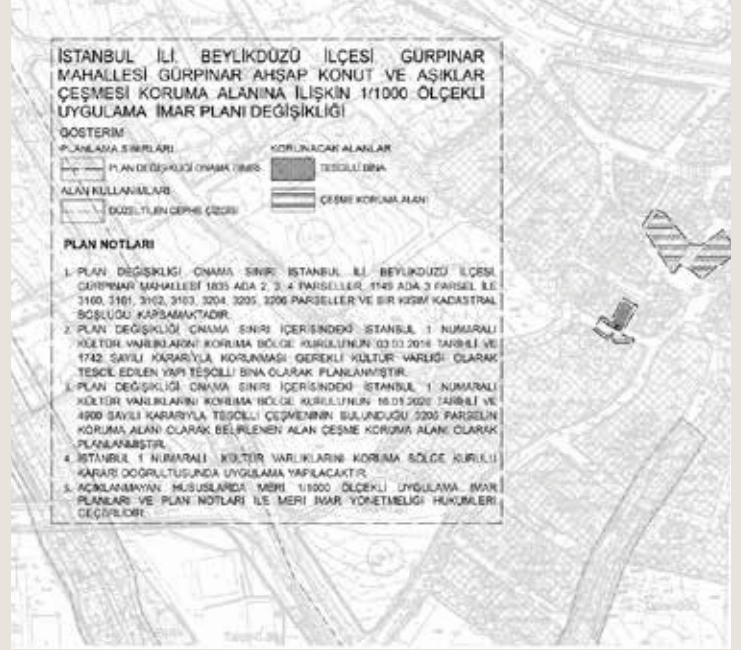 İSTANBUL İLİ, BEYLİKDÜZÜ İLÇESİ GÜRPINAR
MAHALLESİ GÜRPINAR AHŞAP KONUT VE AŞIKLAR
ÇEŞMESİ KORUMA ALANINA İLİŞKİN 1/1000 ÖLÇEKLİ
UYGULAMA İMAR PLANI DEĞİŞİKLİĞİ
GÖSTERİM
PLANLAMA SINIRLARI
KORUNACAK ALANLAR
PLAN DEĞİŞİKLİĞİ ONAMA SINIRI
TESCİLLİ BİNA
ALAN KULLANIMLARI
DÜZELTİLEN CEPHE ÇİZGİSİ
ÇEŞME KORUMA ALANI
PLAN NOTLARI
1. PLAN DEĞİŞİKLİĞİ ONAMA SINIRI İSTANBUL İLİ, BEYLİKDÜZÜ İLÇESİ,
GÜRPINAR MAHALLESİ 1835 ADA 2, 3, 4 PARSELLER, 1149 ADA 3 PARSEL İLE
3160, 3161, 3162, 3163, 3204, 3205, 3206 PARSELLER VE BİR KISIM KADASTRAL
BOŞLUĞU KAPSAMAKTADIR.
2. PLAN DEĞİŞİKLİĞİ ONAMA SINIRI İÇERİSİNDEKİ İSTANBUL 1 NUMARALI
KÜLTÜR VARLIKLARINI KORUMA BÖLGE KURULU'NUN 03.03.2016 TARİHLİ VE
1742 SAYILI KARARIYLA KORUNMASI GEREKLİ KÜLTÜR VARLIĞI OLARAK
TESCİL EDİLEN YAPI TESCİLLİ BİNA OLARAK PLANLANMIŞTIR.
3. PLAN DEĞİŞİKLİĞİ ONAMA SINIRI İÇERİSİNDEKİ İSTANBUL 1 NUMARALI
KÜLTÜR VARLIKLARINI KORUMA BÖLGE KURULU'NUN 16.01.2020 TARİHLİ VE
4900 SAYILI KARARIYLA TESCİLLİ ÇEŞMENİNİN BULUNDUĞU 3205 PARSELİN
KORUMA ALANI OLARAK BELİRLENEN ALAN ÇEŞME KORUMA ALANI OLARAK
PLANLANMIŞTIR.
4. İSTANBUL 1 NUMARALI KÜLTÜR VARLIKLARINI KORUMA BÖLGE KURULU
KARARI DOĞRULTUSUNDA UYGULAMA YAPILACAKTIR.
5. AÇIKLANMAYAN HUSUSLARDA MERİ 1/1000 ÖLÇEKLİ UYGULAMA İMAR
PLANLARI VE PLAN NOTLARI İLE MERİ İMAR YÖNETMELİĞİ HÜKÜMLERİ
GEÇERLİDİR.